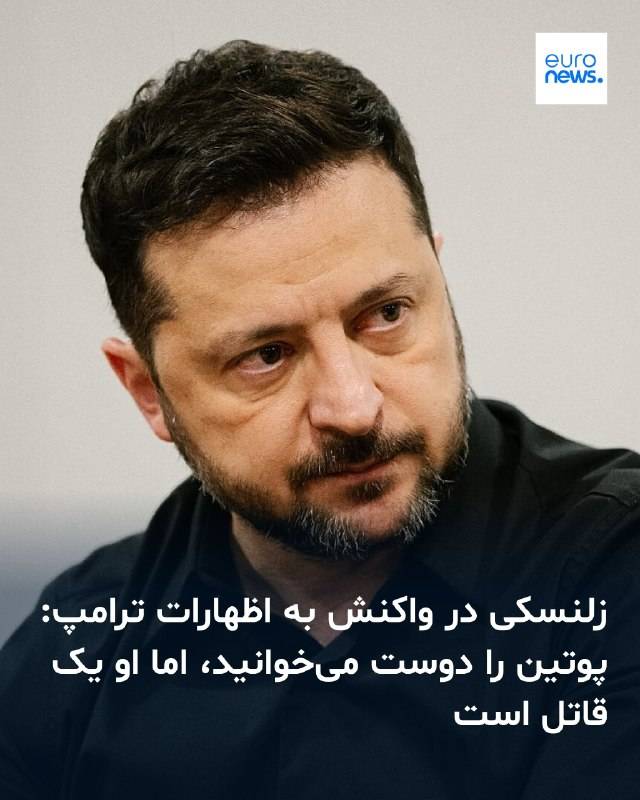 euro
news.
زلنسکی در واکنش به اظهارات ترامپ:
پوتین را دوست می‌خوانید، اما او یک
قاتل است